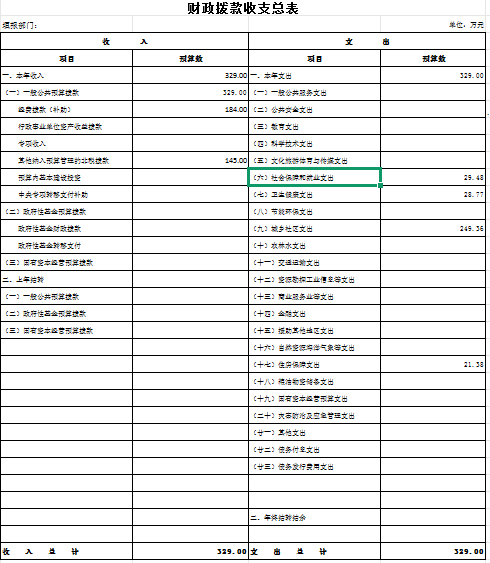 财政拨款收支总表
填报部门： 单位：万元
收 入 支 出
项目 预算数 项目 预算数
一、本年收入 329.00 一、本年支出 329.00
（一）一般公共预算拨款 329.00 （一）一般公共服务支出
经费拨款（补助） 184.00 （二）公共安全支出
行政事业单位资产收益拨款 （三）教育支出
专项收入 （四）科学技术支出
其他纳入预算管理的非税拨款 145.00 （五）文化旅游体育与传媒支出
预算内基本建设投资 （六）社会保障和就业支出 29.48
中央专项转移支付补助 （七）卫生健康支出 28.77
（二）政府性基金预算拨款 （八）节能环保支出
政府性基金财政拨款 （九）城乡社区支出 249.36
政府性基金转移支付 （十）农林水支出
（三）国有资本经营预算拨款 （十一）交通运输支出
二、上年结转 （十二）资源勘探工业信息等支出
（一）一般公共预算拨款 （十三）商业服务业等支出
（二）政府性基金预算拨款 （十四）金融支出
（三）国有资本经营预算拨款 （十五）援助其他地区支出
（十六）自然资源海洋气象等支出
（十七）住房保障支出 21.38
（十八）粮油物资储备支出
（十九）国有资本经营预算支出
（二十）灾害防治及应急管理支出
（廿一）其他支出
（廿二）债务付息支出
（廿三）债务发行费用支出
二、年终结转结余
收 入 总 计 329.00 支 出 总 计 329.00